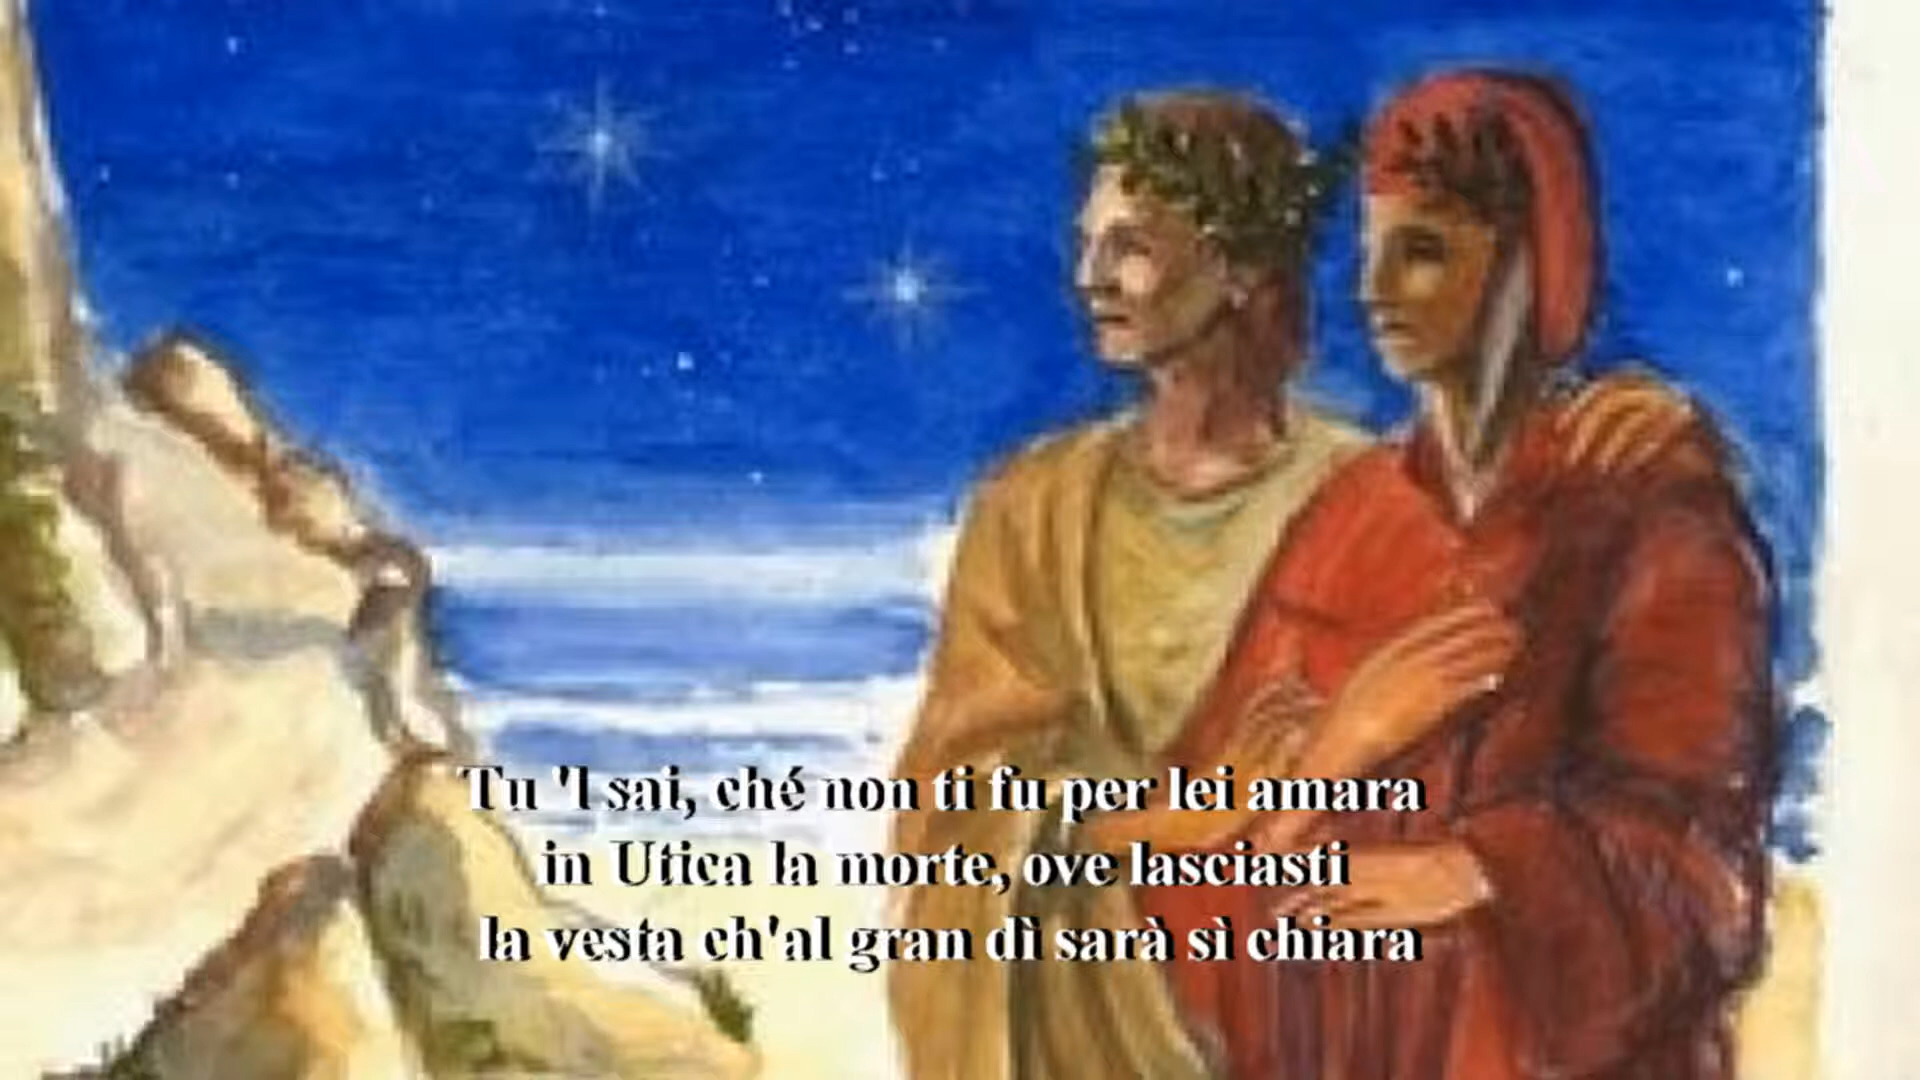 Tu 'l sai, ché non ti fu per lei amara
in Utica la morte, ove lasciasti
la vesta ch'al gran dì sarà sì chiara